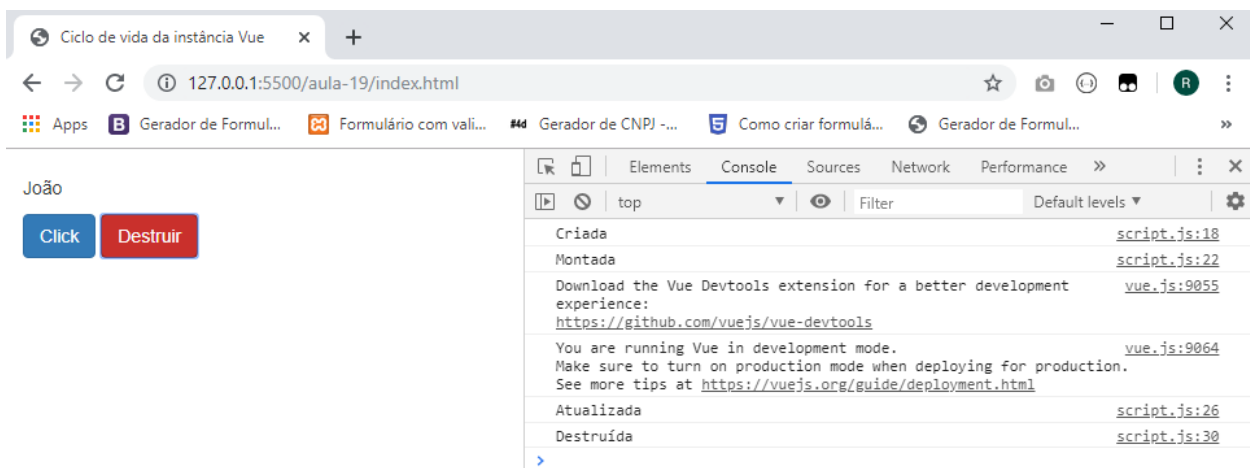 Ciclo de vida da instância Vue
127.0.0.1:5500/aula-19/index.html
R
Apps
B Gerador de Formul...
Formulário com vali...
#4d Gerador de CNPJ -...
5 Como criar formulá...
Gerador de Formul...
»
João
Click Destruir
Elements Console Sources Network Performance »
top Filter Default levels ▼
Criada script.js:18
Montada script.js:22
Download the Vue Devtools extension for a better development vue.js:9055
experience:
https://github.com/vuejs/vue-devtools
You are running Vue in development mode. vue.js:9064
Make sure to turn on production mode when deploying for production.
See more tips at https://vuejs.org/guide/deployment.html
Atualizada script.js:26
Destruída script.js:30
>